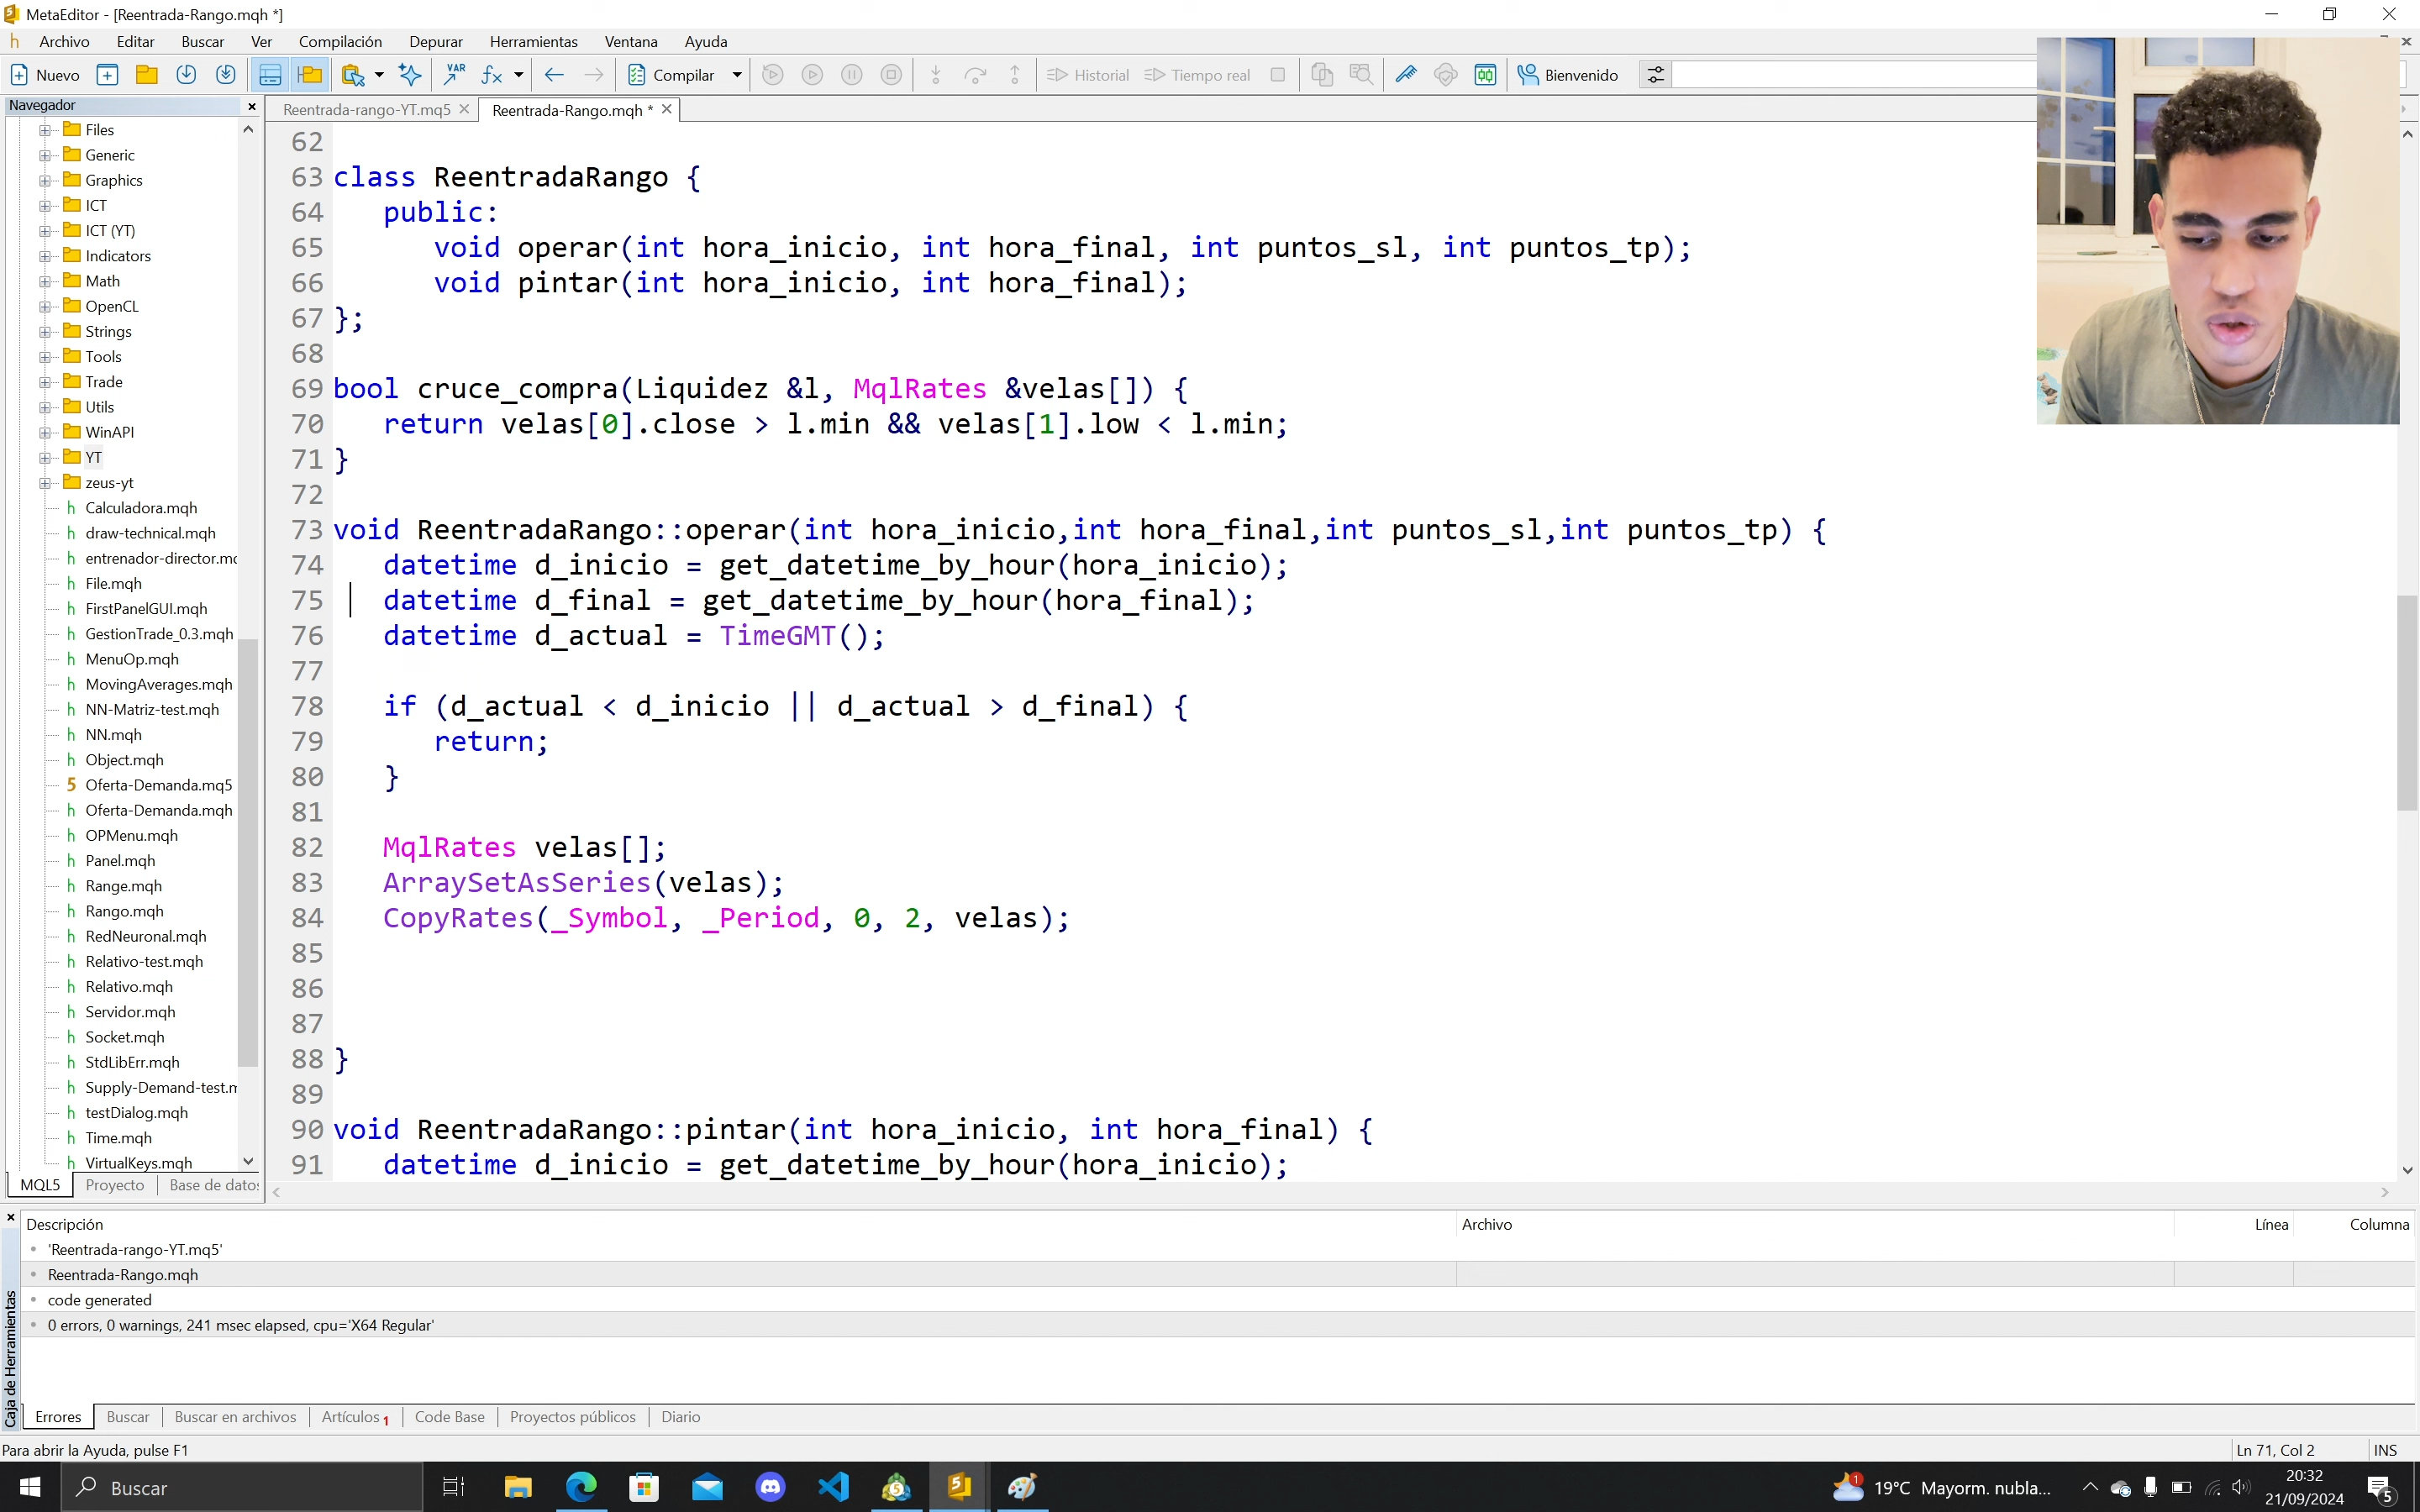 MetaEditor - [Reentrada-Rango.mqh *]
Archivo Editar Buscar Ver Compilación Depurar Herramientas Ventana Ayuda
Nuevo VAR Compilar Historial Tiempo real Bienvenido
Navegador
Reentrada-rango-YT.mq5 Reentrada-Rango.mqh *
Files
Generic
Graphics
ICT
ICT (YT)
Indicators
Math
OpenCL
Strings
Tools
Trade
Utils
WinAPI
YT
zeus-yt
Calculadora.mqh
draw-technical.mqh
entrenador-director.mq
File.mqh
FirstPanelGUI.mqh
GestionTrade_0.3.mqh
MenuOp.mqh
MovingAverages.mqh
NN-Matriz-test.mqh
NN.mqh
Object.mqh
Oferta-Demanda.mq5
Oferta-Demanda.mqh
OPMenu.mqh
Panel.mqh
Range.mqh
Rango.mqh
RedNeuronal.mqh
Relativo-test.mqh
Relativo.mqh
Servidor.mqh
Socket.mqh
StdLibErr.mqh
Supply-Demand-test.m
testDialog.mqh
Time.mqh
VirtualKeys.mqh
MQL5 Proyecto Base de datos
62
63 class ReentradaRango {
64 public:
65 void operar(int hora_inicio, int hora_final, int puntos_sl, int puntos_tp);
66 void pintar(int hora_inicio, int hora_final);
67 };
68
69 bool cruce_compra(Liquidez &l, MqlRates &velas[]) {
70 return velas[0].close > l.min && velas[1].low < l.min;
71 }
72
73 void ReentradaRango::operar(int hora_inicio,int hora_final,int puntos_sl,int puntos_tp) {
74 datetime d_inicio = get_datetime_by_hour(hora_inicio);
75 datetime d_final = get_datetime_by_hour(hora_final);
76 datetime d_actual = TimeGMT();
77
78 if (d_actual < d_inicio || d_actual > d_final) {
79 return;
80 }
81
82 MqlRates velas[];
83 ArraySetAsSeries(velas);
84 CopyRates(_Symbol, _Period, 0, 2, velas);
85
86
87
88 }
89
90 void ReentradaRango::pintar(int hora_inicio, int hora_final) {
91 datetime d_inicio = get_datetime_by_hour(hora_inicio);
Caja de Herramientas
Descripción Archivo Línea Columna
'Reentrada-rango-YT.mq5'
Reentrada-Rango.mqh
code generated
0 errors, 0 warnings, 241 msec elapsed, cpu='X64 Regular'
Errores Buscar Buscar en archivos Artículos 1 Code Base Proyectos públicos Diario
Para abrir la Ayuda, pulse F1 Ln 71, Col 2 INS
Buscar 1 19°C Mayorm. nubla... 20:32
21/09/2024 5